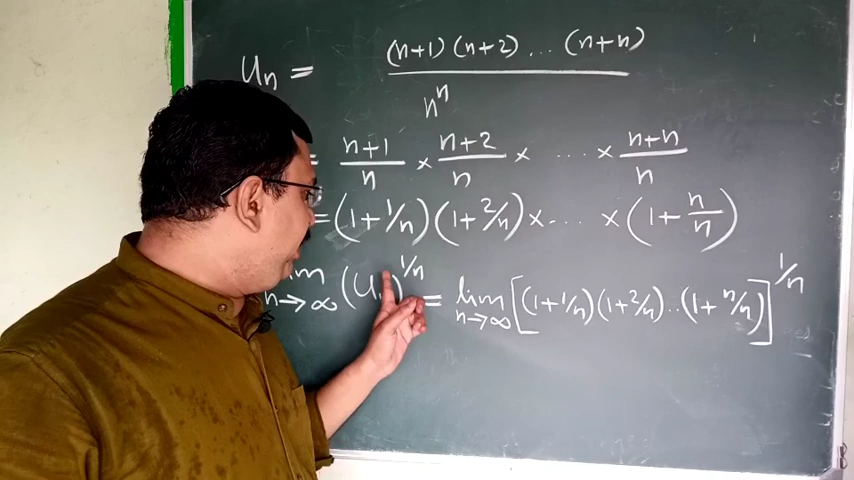 Un = (n+1)(n+2)...(n+n) / n^n
= n+1/n × n+2/n × ... × n+n/n
=(1+1/n)(1+2/n)×... ×(1+n/n)
lim n→∞ (Un)^1/n = lim n→∞ [(1+1/n)(1+2/n)..(1+n/n)]^1/n